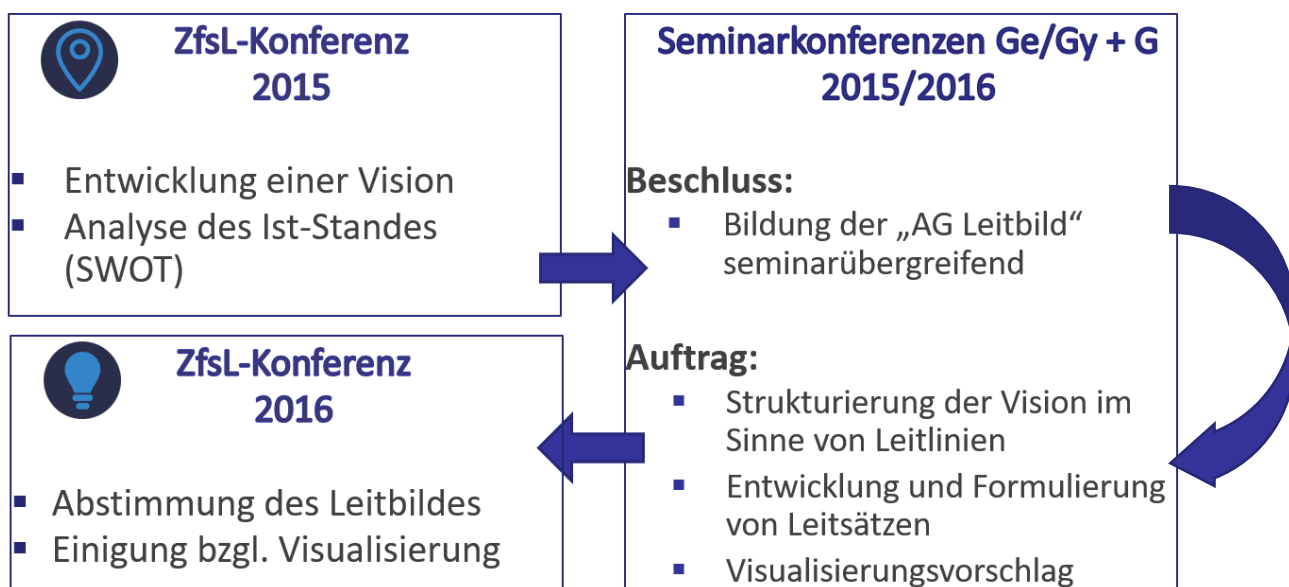 ZfsL-Konferenz
2015
▪ Entwicklung einer Vision
▪ Analyse des Ist-Standes
(SWOT)
Seminarkonferenzen Ge/Gy + G
2015/2016
Beschluss:
▪ Bildung der „AG Leitbild“
seminarübergreifend
Auftrag:
▪ Strukturierung der Vision im
Sinne von Leitlinien
▪ Entwicklung und Formulierung
von Leitsätzen
▪ Visualisierungsvorschlag
ZfsL-Konferenz
2016
▪ Abstimmung des Leitbildes
▪ Einigung bzgl. Visualisierung